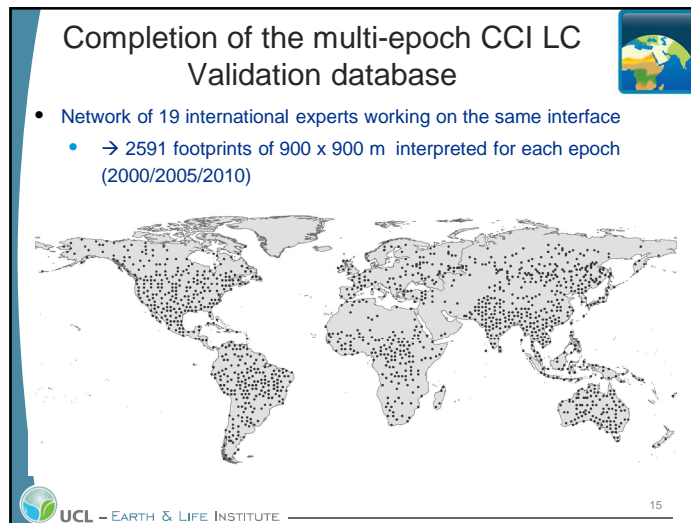 Completion of the multi-epoch CCI LC
Validation database
• Network of 19 international experts working on the same interface
• → 2591 footprints of 900 x 900 m interpreted for each epoch
(2000/2005/2010)
UCL – EARTH & LIFE INSTITUTE
15